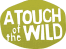 A TOUCH
of the
WILD